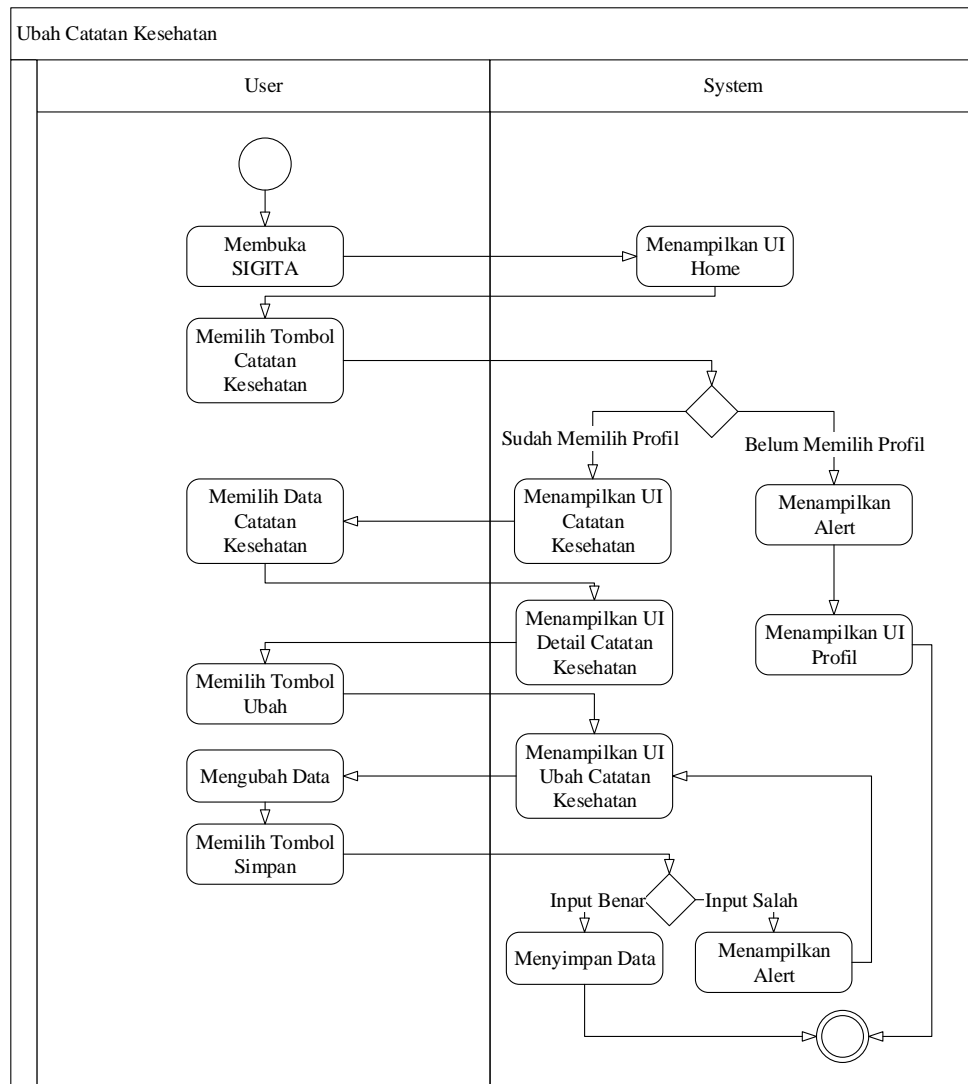 Ubah Catatan Kesehatan
User
System
Membuka
SIGITA
Menampilkan UI
Home
Memilih Tombol
Catatan
Kesehatan
Sudah Memilih Profil
Belum Memilih Profil
Memilih Data
Catatan
Kesehatan
Menampilkan UI
Catatan
Kesehatan
Menampilkan
Alert
Menampilkan UI
Detail Catatan
Kesehatan
Menampilkan UI
Profil
Memilih Tombol
Ubah
Menampilkan UI
Ubah Catatan
Kesehatan
Mengubah Data
Memilih Tombol
Simpan
Input Benar
Input Salah
Menyimpan Data
Menampilkan
Alert